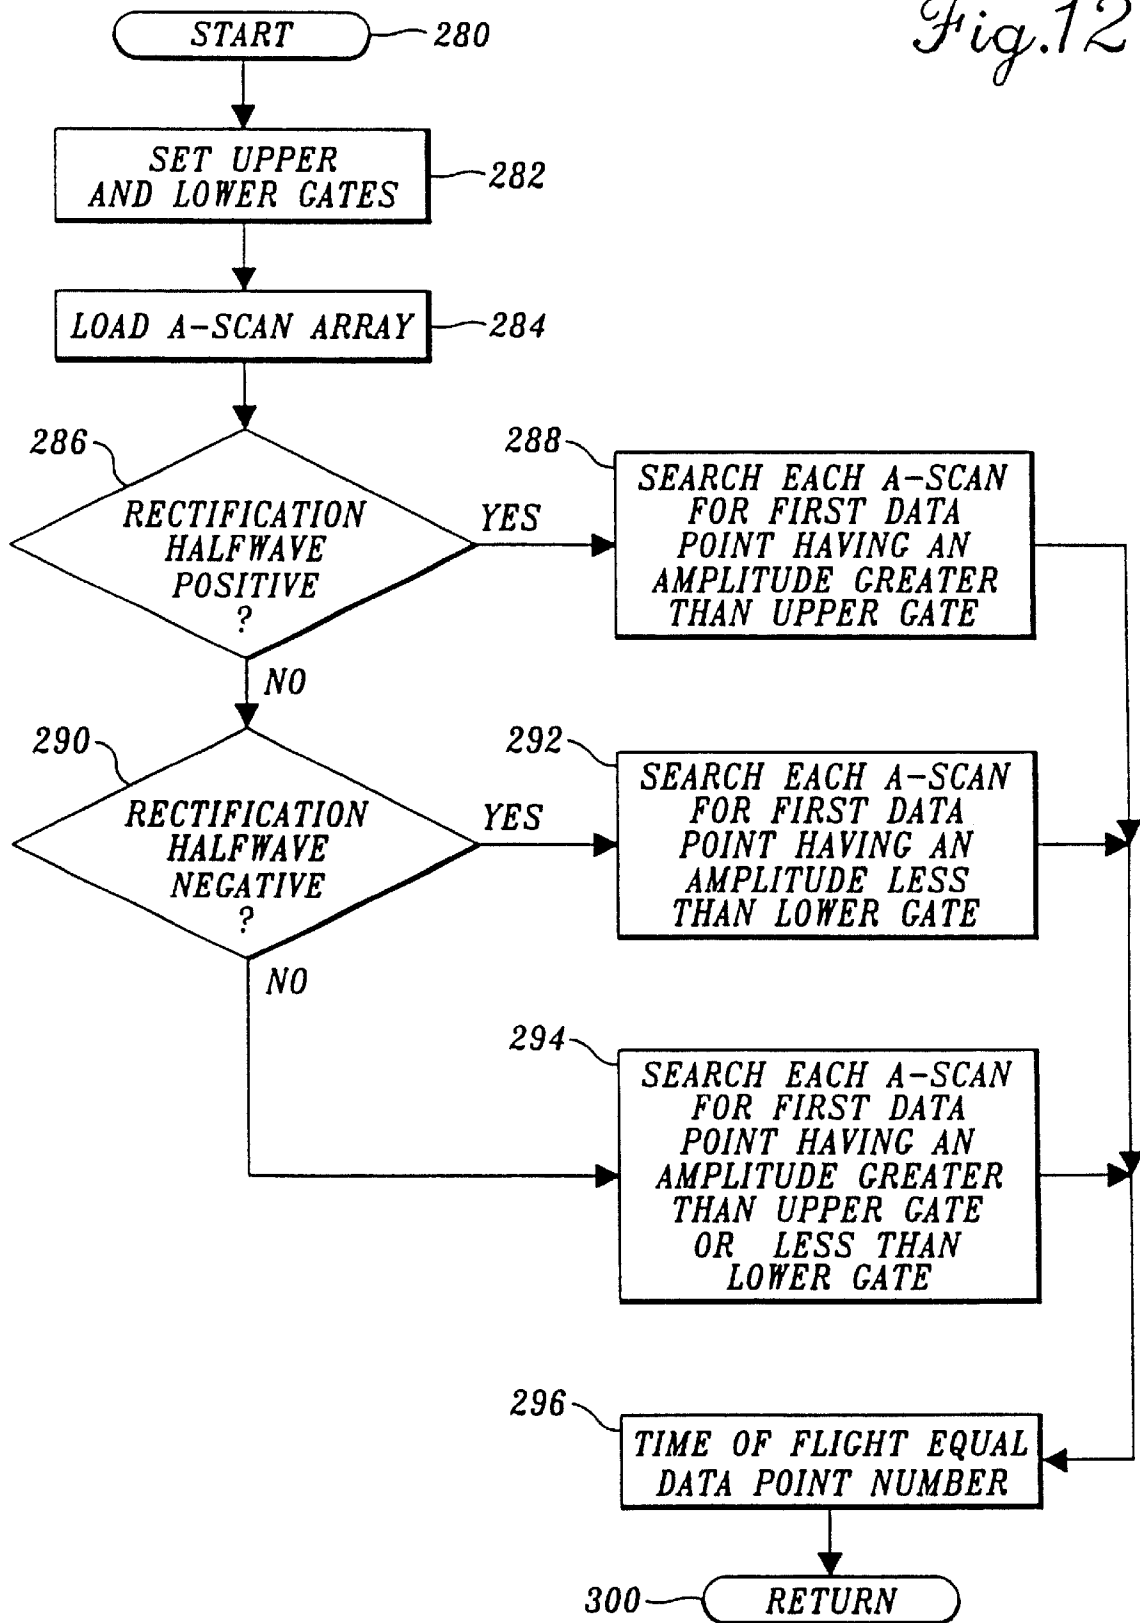 Fig.12
START
280
SET UPPER
AND LOWER GATES
282
LOAD A-SCAN ARRAY
284
286
RECTIFICATION
HALFWAVE
POSITIVE
?
YES
NO
288
SEARCH EACH A-SCAN
FOR FIRST DATA
POINT HAVING AN
AMPLITUDE GREATER
THAN UPPER GATE
290
RECTIFICATION
HALFWAVE
NEGATIVE
?
YES
NO
292
SEARCH EACH A-SCAN
FOR FIRST DATA
POINT HAVING AN
AMPLITUDE LESS
THAN LOWER GATE
294
SEARCH EACH A-SCAN
FOR FIRST DATA
POINT HAVING AN
AMPLITUDE GREATER
THAN UPPER GATE
OR LESS THAN
LOWER GATE
296
TIME OF FLIGHT EQUAL
DATA POINT NUMBER
300
RETURN